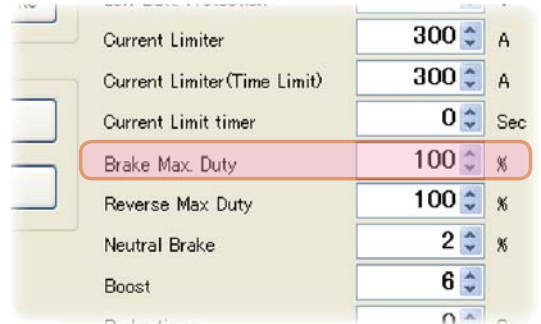 Current Limiter 300 A
Current Limiter(Time Limit) 300 A
Current Limit timer 0 Sec
Brake Max. Duty 100 %
Reverse Max Duty 100 %
Neutral Brake 2 %
Boost 6